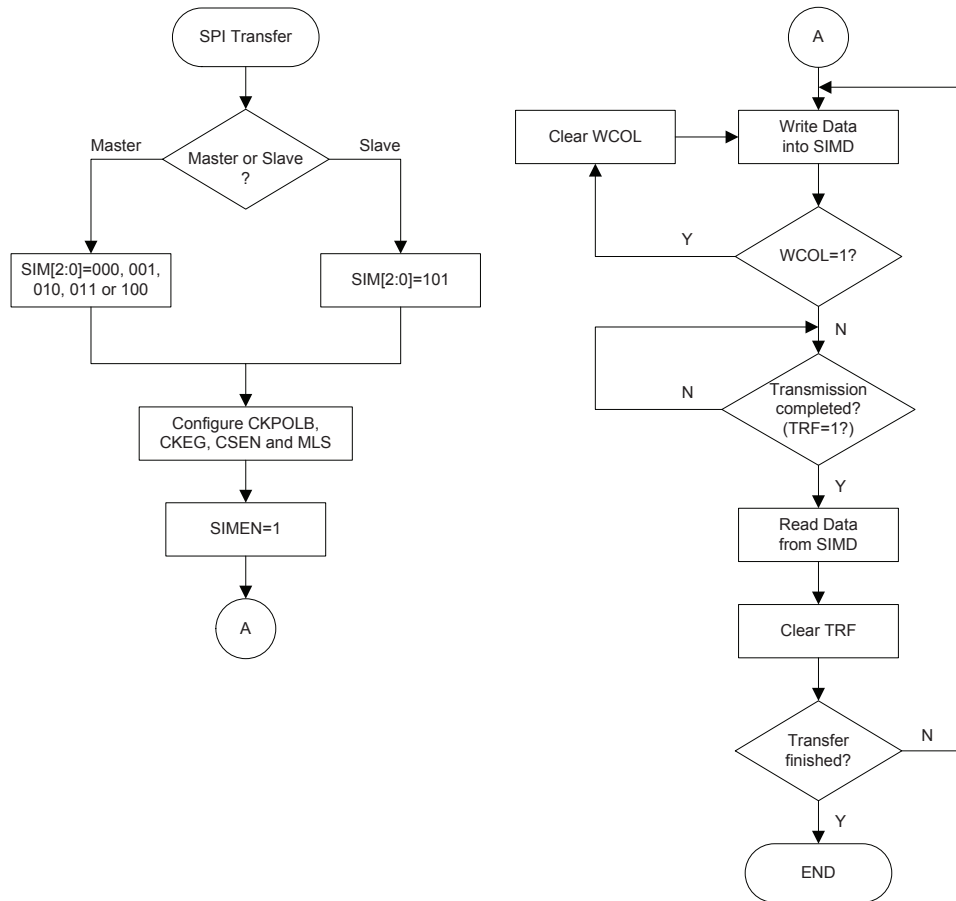 SPI Transfer
Master
Master or Slave
?
Slave
SIM[2:0]=000, 001,
010, 011 or 100
SIM[2:0]=101
Configure CKPOLB,
CKEG, CSEN and MLS
SIMEN=1
A
A
Clear WCOL
Write Data
into SIMD
Y
WCOL=1?
N
N
Transmission
completed?
(TRF=1?)
Y
Read Data
from SIMD
Clear TRF
Transfer
finished?
N
Y
END